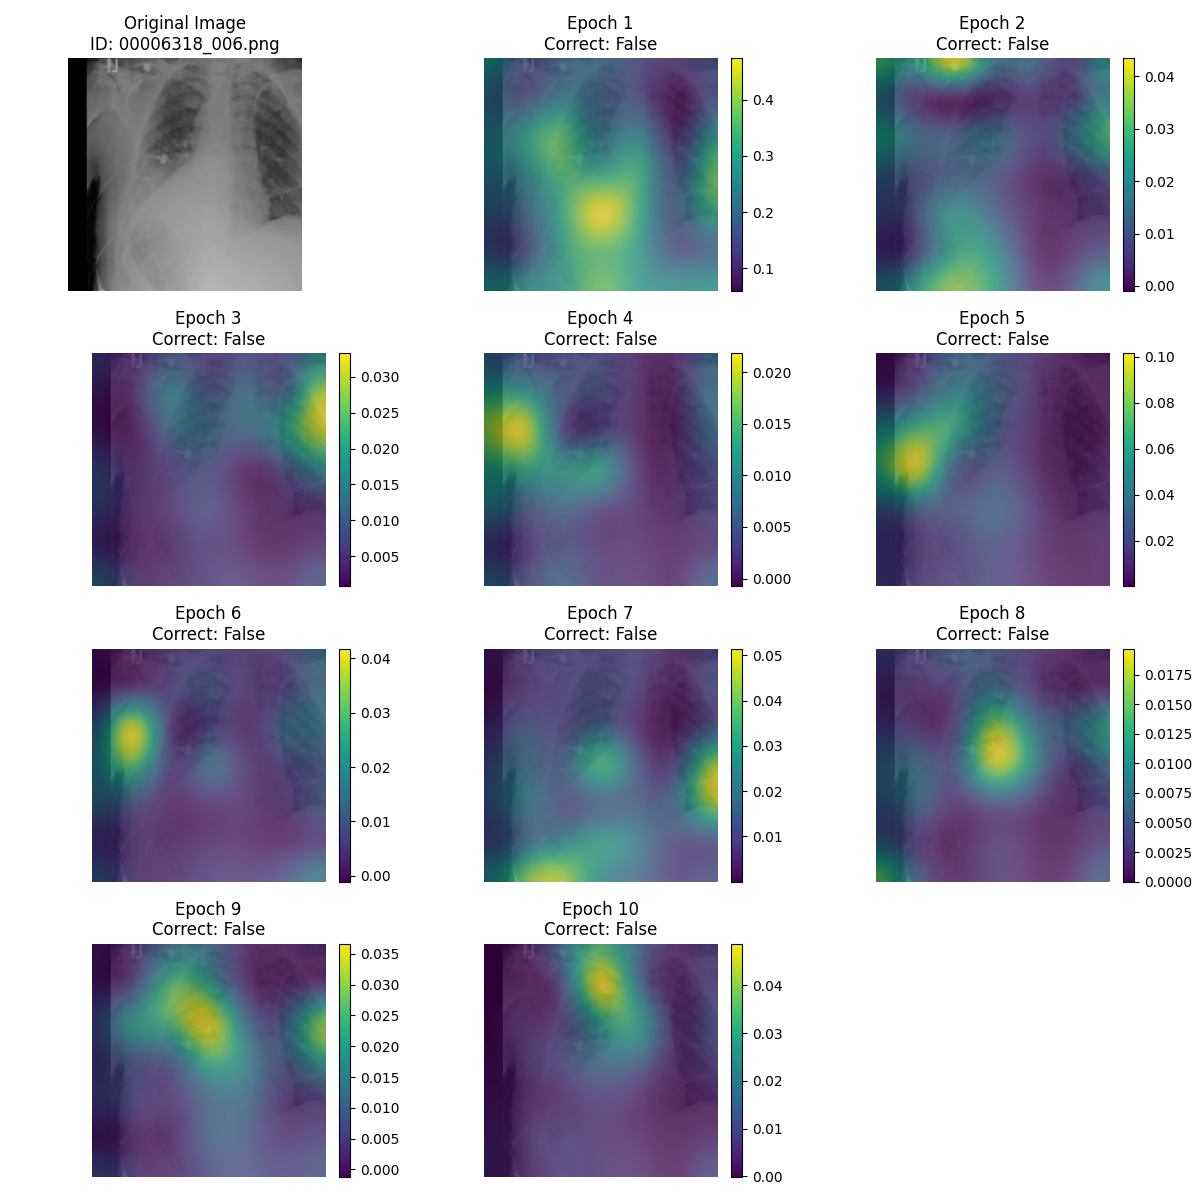 Original Image
ID: 00006318_006.png
Epoch 1
Correct: False
0.4
0.3
0.2
0.1
Epoch 2
Correct: False
0.04
0.03
0.02
0.01
0.00
Epoch 3
Correct: False
0.030
0.025
0.020
0.015
0.010
0.005
Epoch 4
Correct: False
0.020
0.015
0.010
0.005
0.000
Epoch 5
Correct: False
0.10
0.08
0.06
0.04
0.02
Epoch 6
Correct: False
0.04
0.03
0.02
0.01
0.00
Epoch 7
Correct: False
0.05
0.04
0.03
0.02
0.01
Epoch 8
Correct: False
0.0175
0.0150
0.0125
0.0100
0.0075
0.0050
0.0025
0.0000
Epoch 9
Correct: False
0.035
0.030
0.025
0.020
0.015
0.010
0.005
0.000
Epoch 10
Correct: False
0.04
0.03
0.02
0.01
0.00